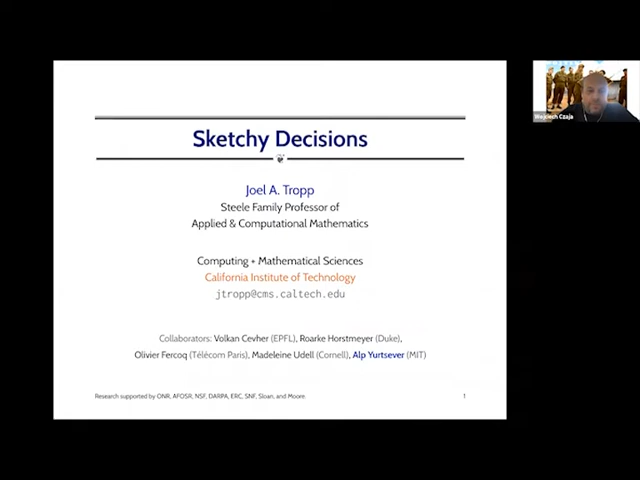 Sketchy Decisions
Joel A. Tropp
Steele Family Professor of
Applied & Computational Mathematics
Computing + Mathematical Sciences
California Institute of Technology
jtropp@cms.caltech.edu
Collaborators: Volkan Cevher (EPFL), Roarke Horstmeyer (Duke),
Olivier Fercoq (Télécom Paris), Madeleine Udell (Cornell), Alp Yurtsever (MIT)
Research supported by ONR, AFOSR, NSF, DARPA, ERC, SNF, Sloan, and Moore
1
Wojciech Czaja